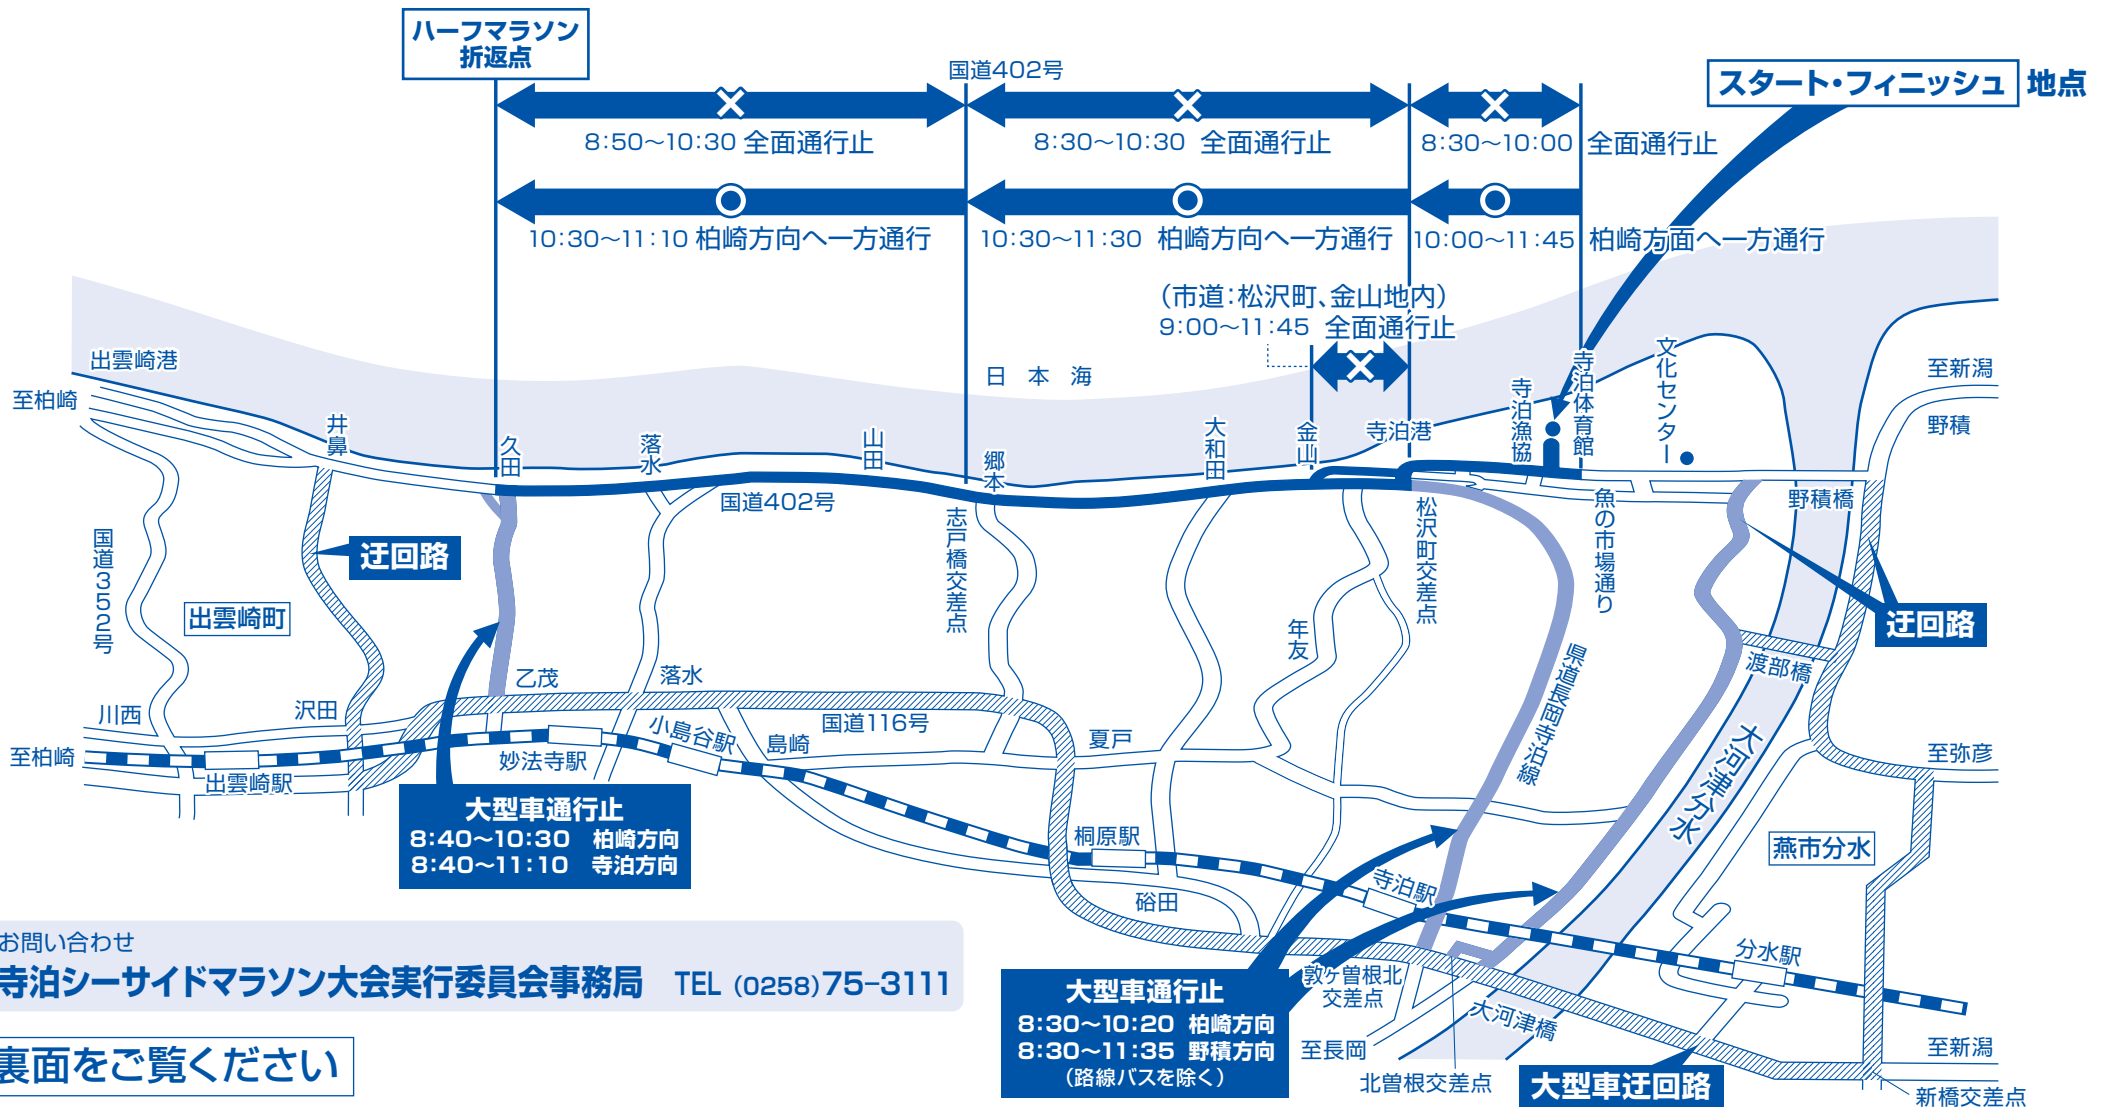 ハーフマラソン
折返点
国道402号
スタート・フィニッシュ 地点
8:50〜10:30 全面通行止
8:30〜10:30 全面通行止
8:30〜10:00 全面通行止
10:30〜11:10 柏崎方向へ一方通行
10:30〜11:30 柏崎方向へ一方通行
10:00〜11:45 柏崎方面へ一方通行
(市道:松沢町、金山地内)
9:00〜11:45 全面通行止
日本海
出雲崎港
至柏崎
井鼻
久田
落水
山田
郷本
大和田
金山
寺泊港
寺泊漁協
寺泊体育館
文化センター
至新潟
野積
野積橋
国道402号
国道352号
迂回路
出雲崎町
志戸橋交差点
松沢町交差点
魚の市場通り
年友
県道長岡寺泊線
迂回路
渡部橋
大河津分水
川西
沢田
乙茂
落水
国道116号
小島谷駅
島崎
夏戸
至柏崎
出雲崎駅
妙法寺駅
至弥彦
燕市分水
大型車通行止
8:40〜10:30 柏崎方向
8:40〜11:10 寺泊方向
桐原駅
寺泊駅
硲田
分水駅
お問い合わせ
寺泊シーサイドマラソン大会実行委員会事務局 TEL (0258)75-3111
裏面をご覧ください
大型車通行止
8:30〜10:20 柏崎方向
8:30〜11:35 野積方向
(路線バスを除く)
敦ヶ曽根北
交差点
大河津橋
至長岡
北曽根交差点
大型車迂回路
至新潟
新橋交差点